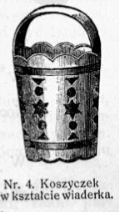 Nr. 4. Koszyczek
w kształcie wiaderka.